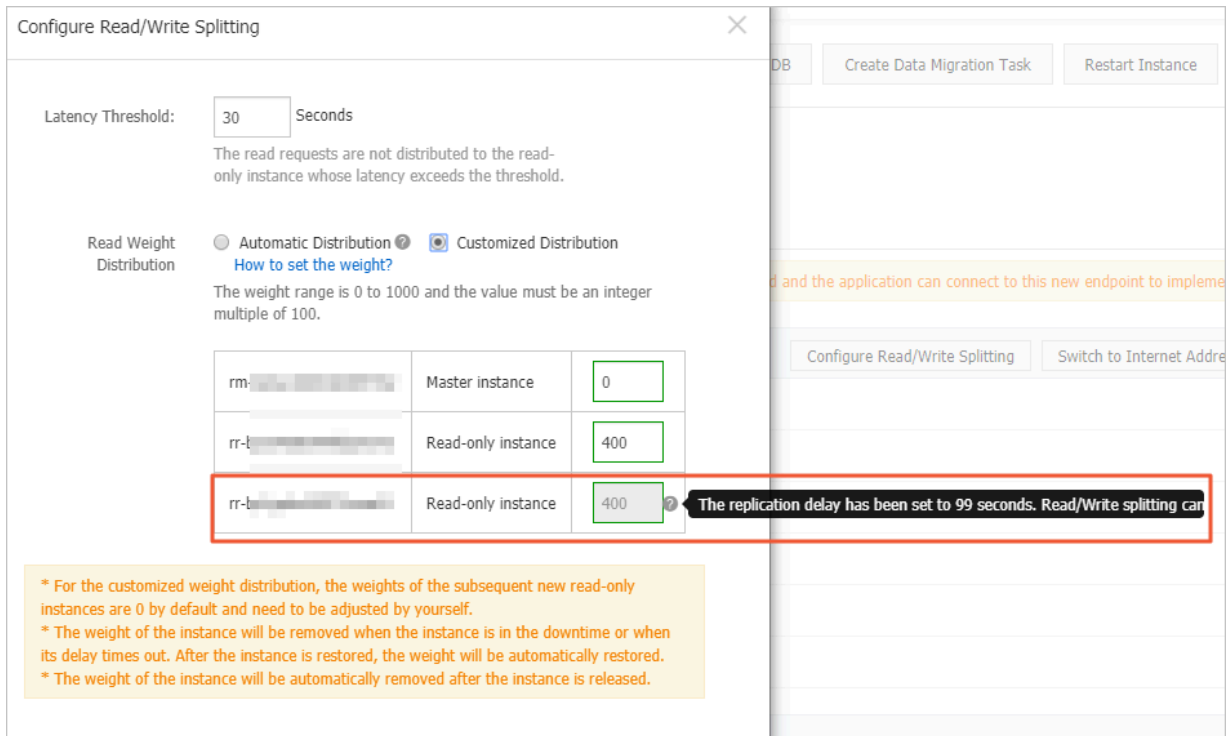 Configure Read/Write Splitting
DB
Create Data Migration Task
Restart Instance
Latency Threshold:
30
Seconds
The read requests are not distributed to the read-
only instance whose latency exceeds the threshold.
Read Weight
Distribution
Automatic Distribution
Customized Distribution
How to set the weight?
The weight range is 0 to 1000 and the value must be an integer
multiple of 100.
d and the application can connect to this new endpoint to impleme
Configure Read/Write Splitting
Switch to Internet Addre
rm-
Master instance
0
rr-b
Read-only instance
400
rr-b
Read-only instance
400
The replication delay has been set to 99 seconds. Read/Write splitting can
* For the customized weight distribution, the weights of the subsequent new read-only
instances are 0 by default and need to be adjusted by yourself.
* The weight of the instance will be removed when the instance is in the downtime or when
its delay times out. After the instance is restored, the weight will be automatically restored.
* The weight of the instance will be automatically removed after the instance is released.